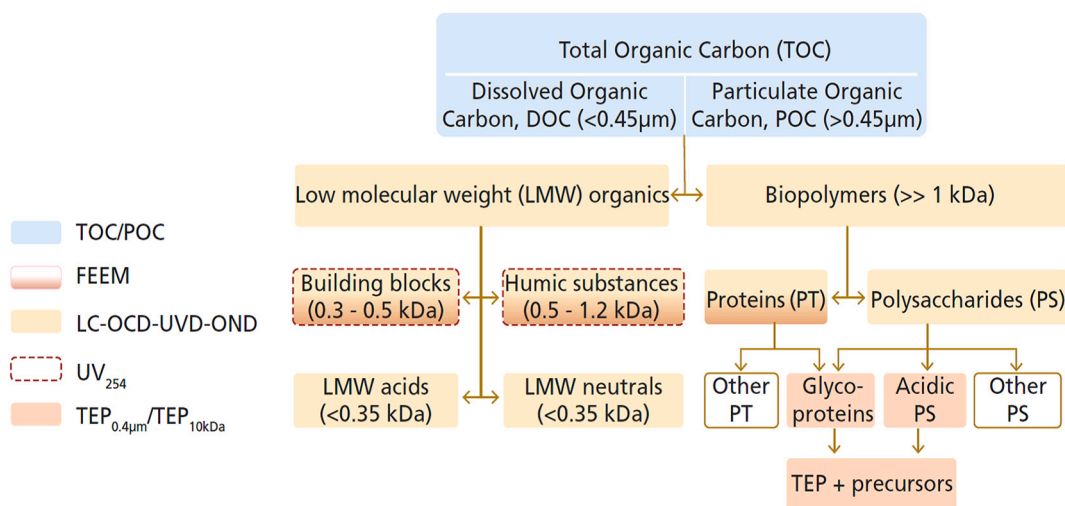 Total Organic Carbon (TOC)
Dissolved Organic
Carbon, DOC (<0.45µm)
Particulate Organic
Carbon, POC (>0.45µm)
Low molecular weight (LMW) organics
Biopolymers (>> 1 kDa)
TOC/POC
FEEM
LC-OCD-UVD-OND
UV254
TEP0.4µm/TEP10kDa
Building blocks
(0.3 - 0.5 kDa)
Humic substances
(0.5 - 1.2 kDa)
Proteins (PT)
Polysaccharides (PS)
LMW acids
(<0.35 kDa)
LMW neutrals
(<0.35 kDa)
Other
PT
Glyco-
proteins
Acidic
PS
Other
PS
TEP + precursors